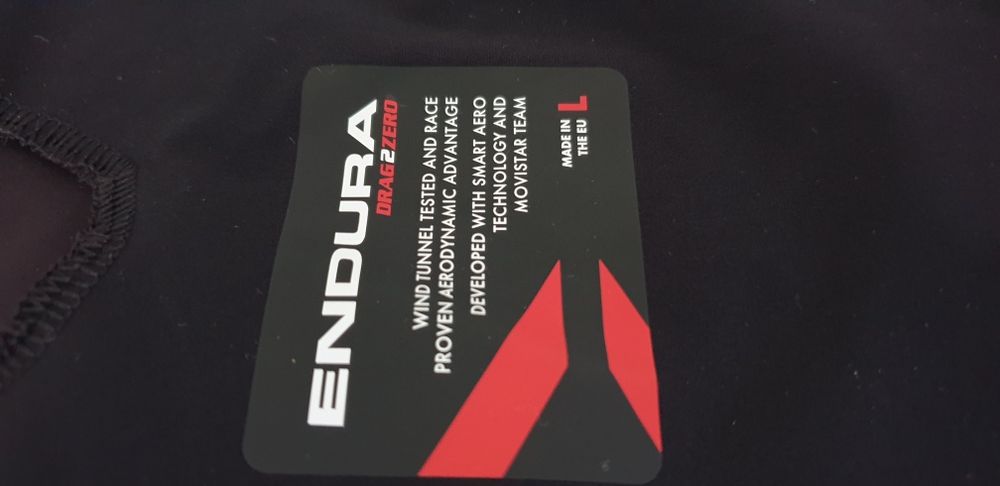 ENDURA
DRAG2ZERO
WIND TUNNEL TESTED AND RACE
PROVEN AERODYNAMIC ADVANTAGE
DEVELOPED WITH SMART AERO
TECHNOLOGY AND
MOVISTAR TEAM
MADE IN
THE EU
L